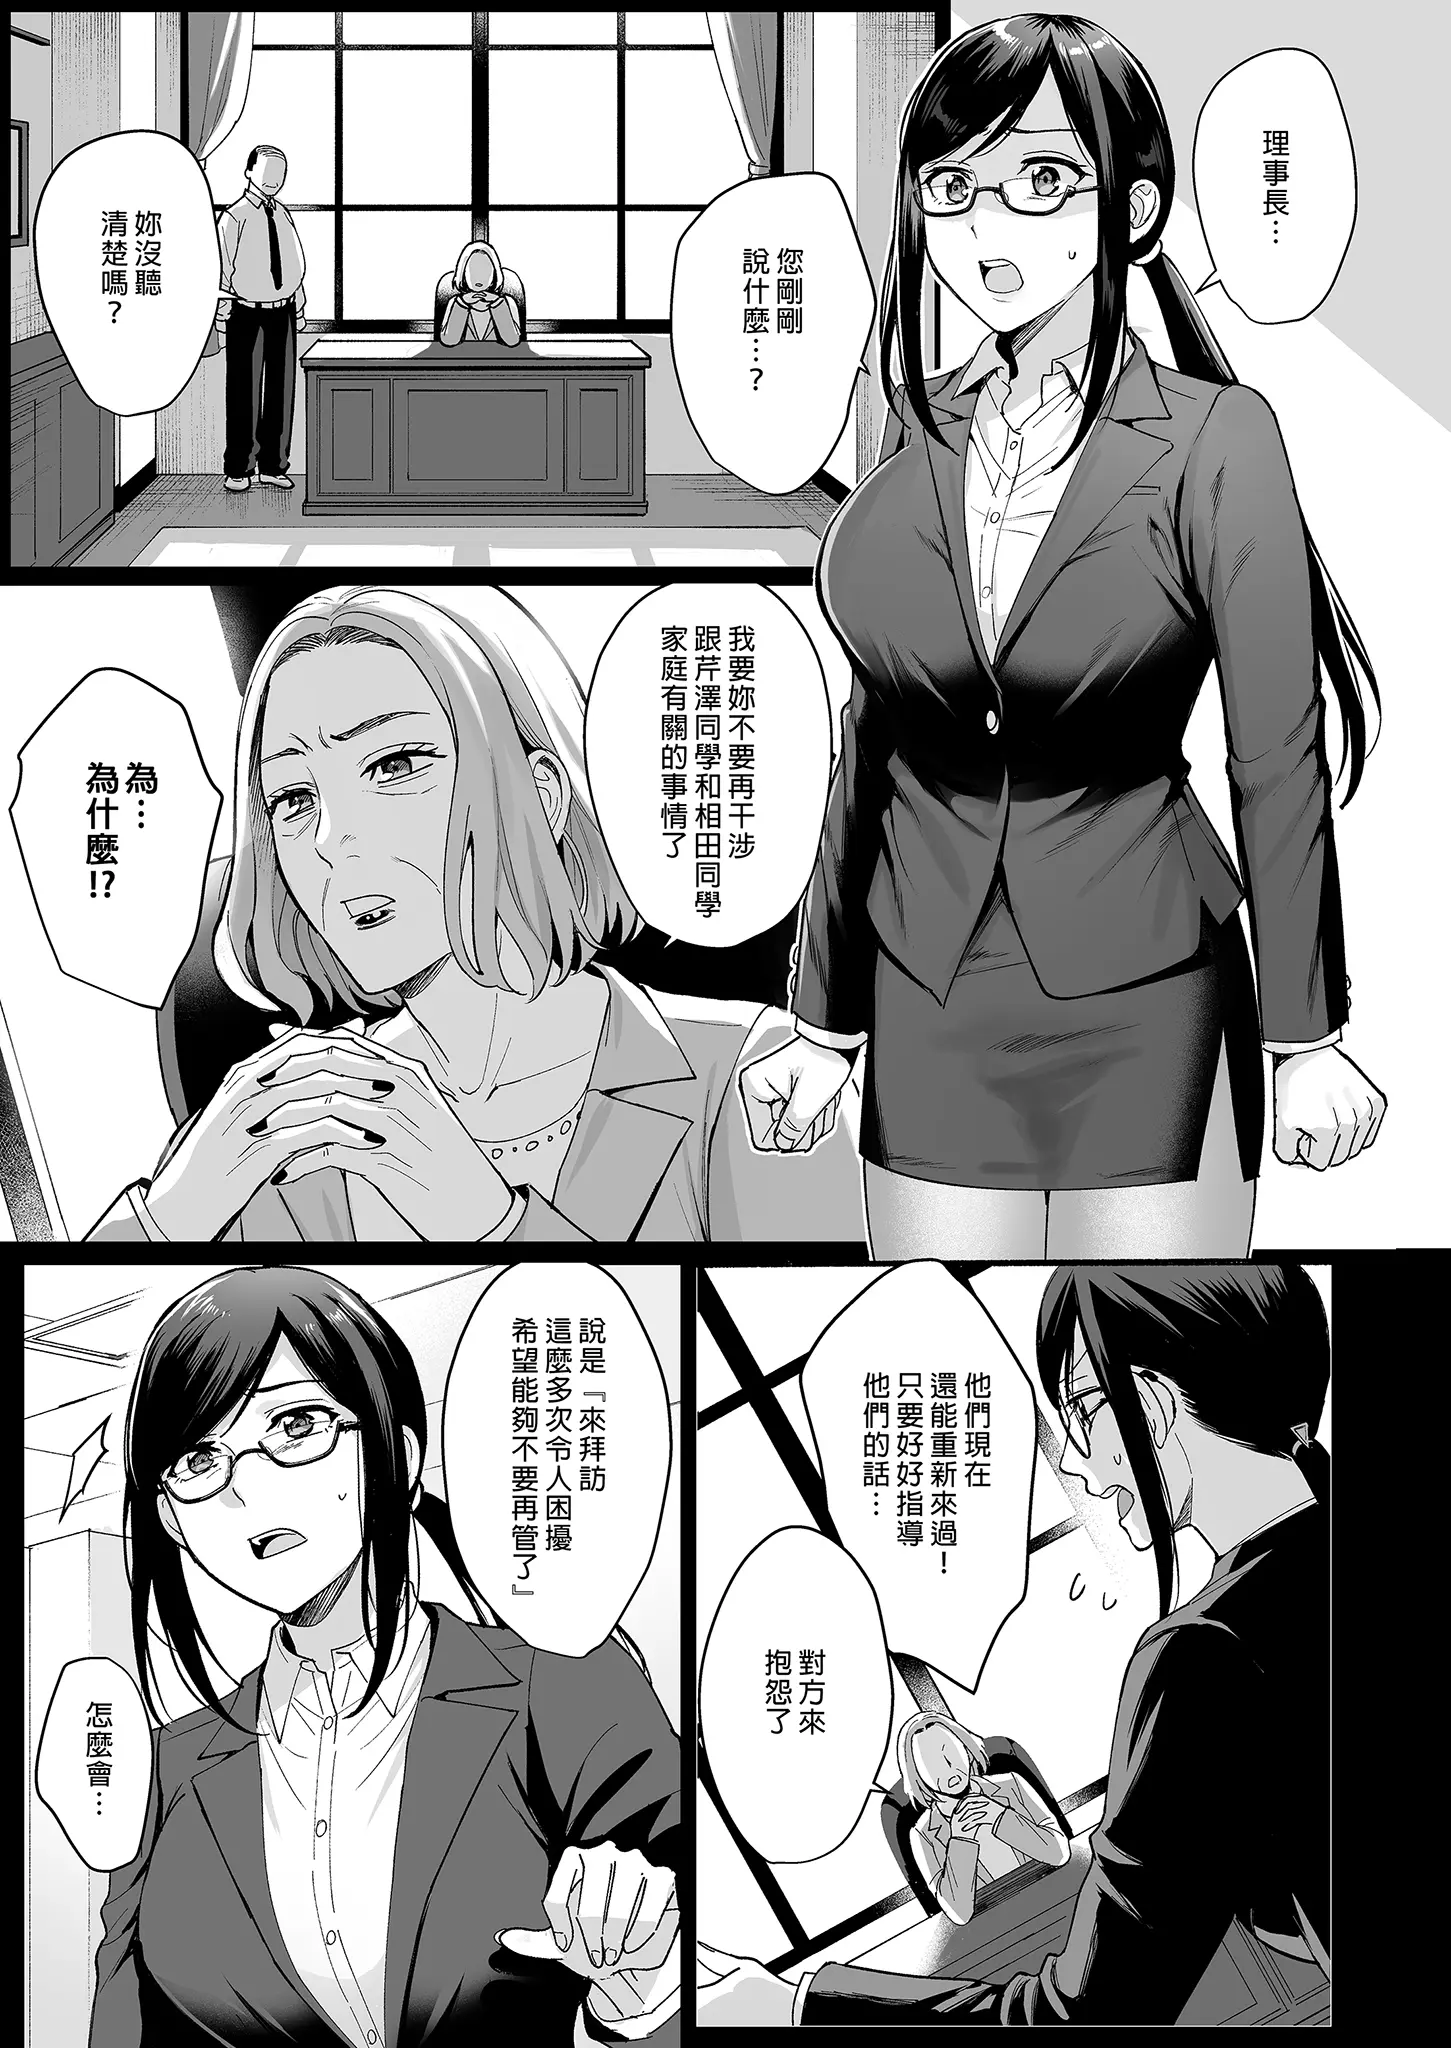 理事長…
您剛剛
說什麼…？
妳沒聽
清楚嗎？
我要妳不要再干涉
跟芹澤同學和相田同學
家庭有關的事情了
為…
為什麼!?
他們現在
還能重新來過！
只要好好指導
他們的話…
對方來
抱怨了
說是『來拜訪
這麼多次令人困擾
希望能夠不要再管了』
怎麼會…